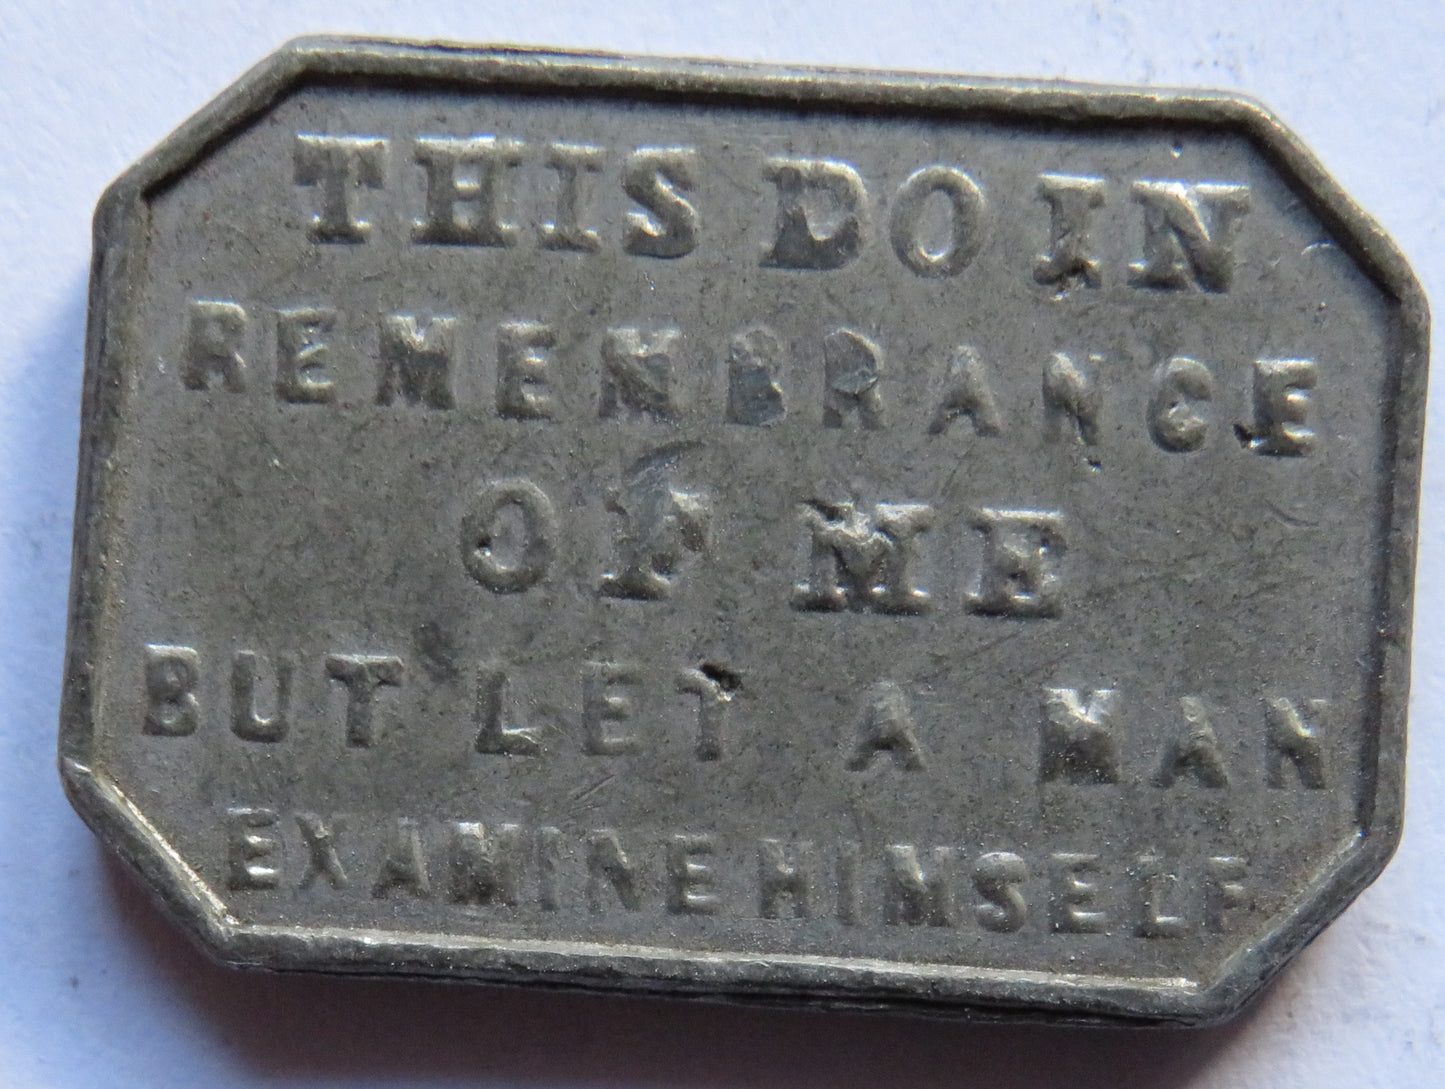 THIS DO IN
REMEMBRANCE
OF ME
BUT LET A MAN
EXAMINE HIMSELF